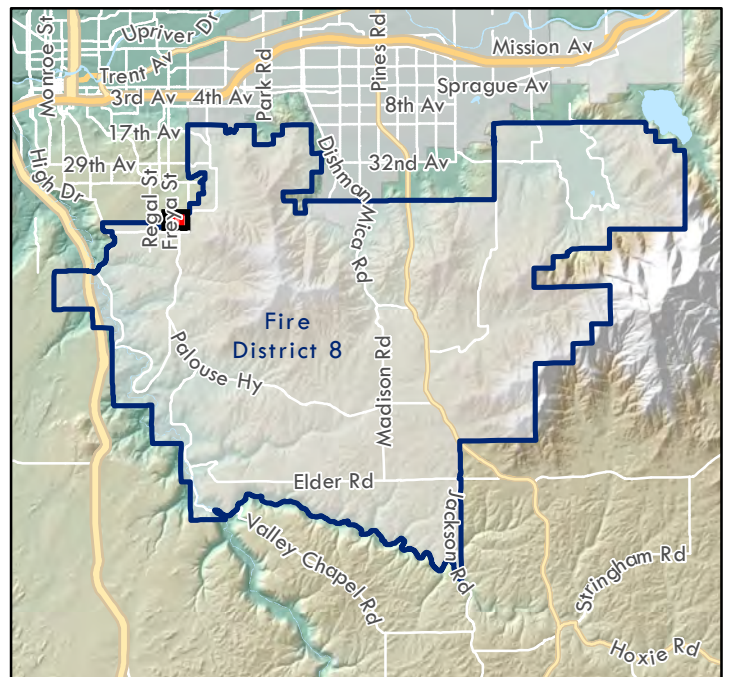 Monroe St
Upriver Dr
Pines Rd
Mission Av
Trent Av
Park Rd
3rd Av
4th Av
Sprague Av
8th Av
17th Av
29th Av
32nd Av
High Dr
Regal St
Freya St
Dishman Mica Rd
Fire
District 8
Palouse Hy
Madison Rd
Elder Rd
Jackson Rd
Valley Chapel Rd
Stringham Rd
Hoxie Rd